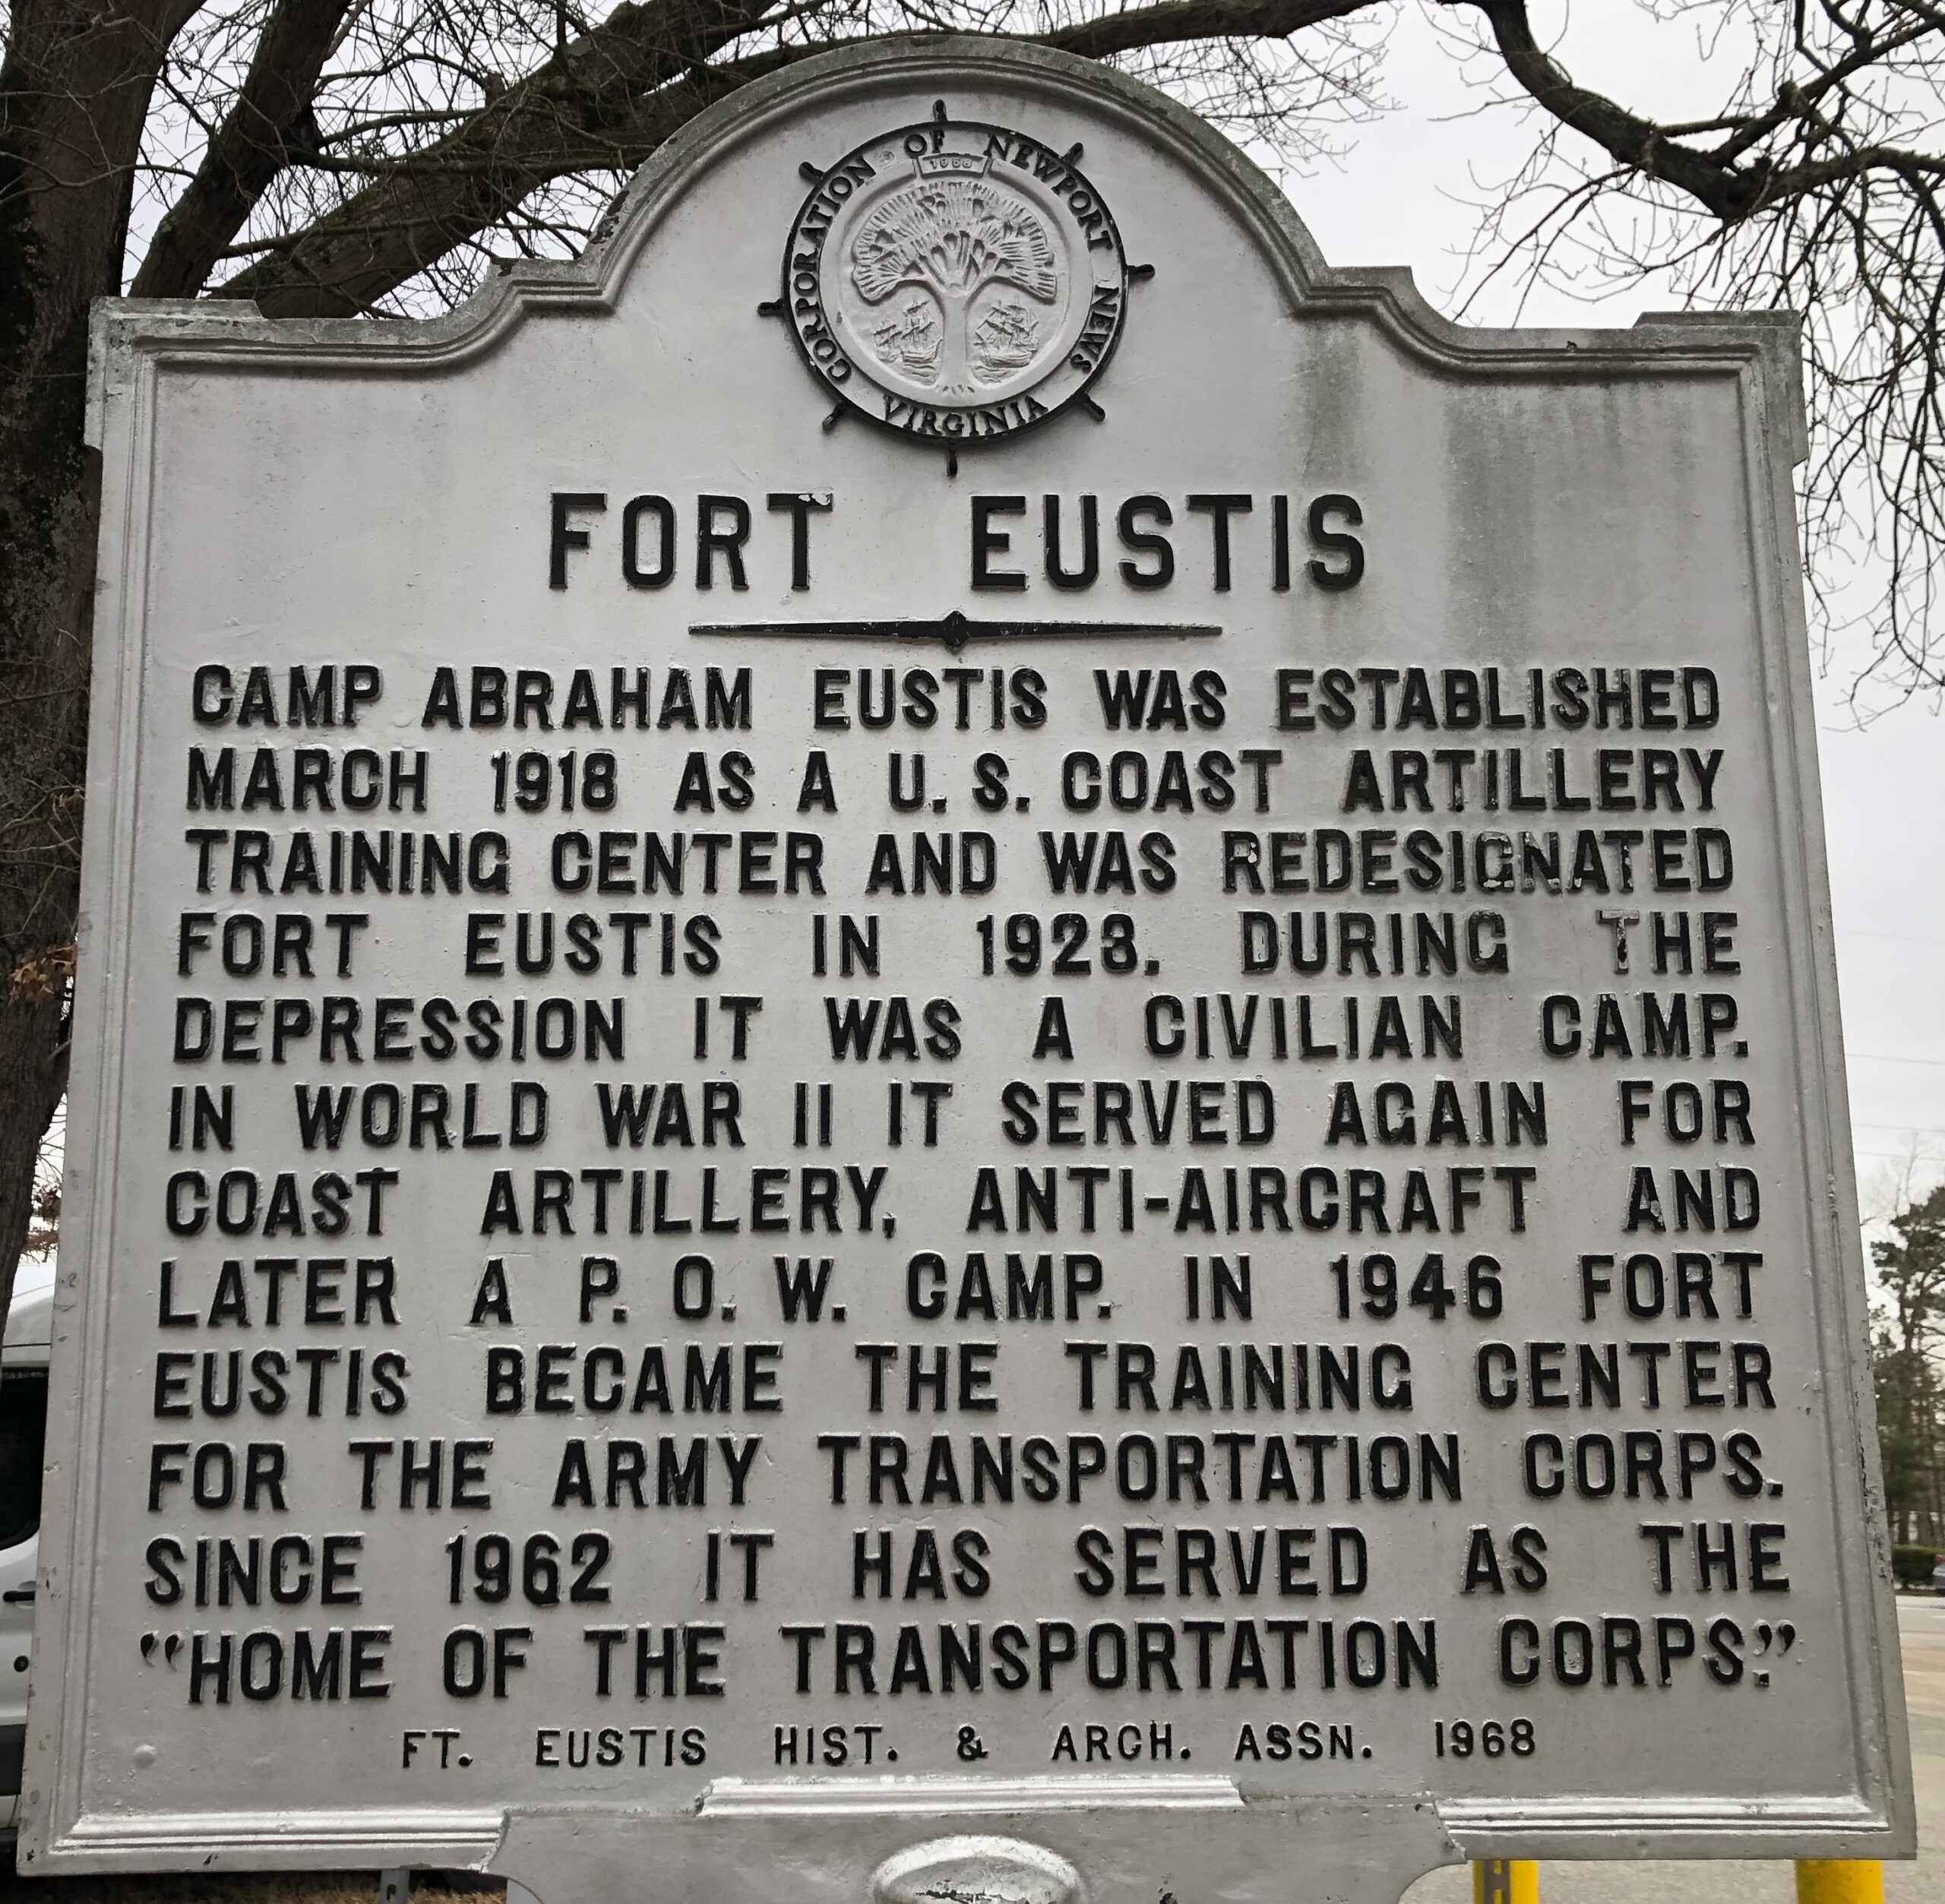 CORPORATION OF NEWPORT NEWS
1958
VIRGINIA
FORT EUSTIS
CAMP ABRAHAM EUSTIS WAS ESTABLISHED
MARCH 1918 AS A U. S. COAST ARTILLERY
TRAINING CENTER AND WAS REDESIGNATED
FORT EUSTIS IN 1923. DURING THE
DEPRESSION IT WAS A CIVILIAN CAMP.
IN WORLD WAR II IT SERVED AGAIN FOR
COAST ARTILLERY, ANTI-AIRCRAFT AND
LATER A P. O. W. CAMP. IN 1946 FORT
EUSTIS BECAME THE TRAINING CENTER
FOR THE ARMY TRANSPORTATION CORPS.
SINCE 1962 IT HAS SERVED AS THE
“HOME OF THE TRANSPORTATION CORPS.”
FT. EUSTIS HIST. & ARCH. ASSN. 1968